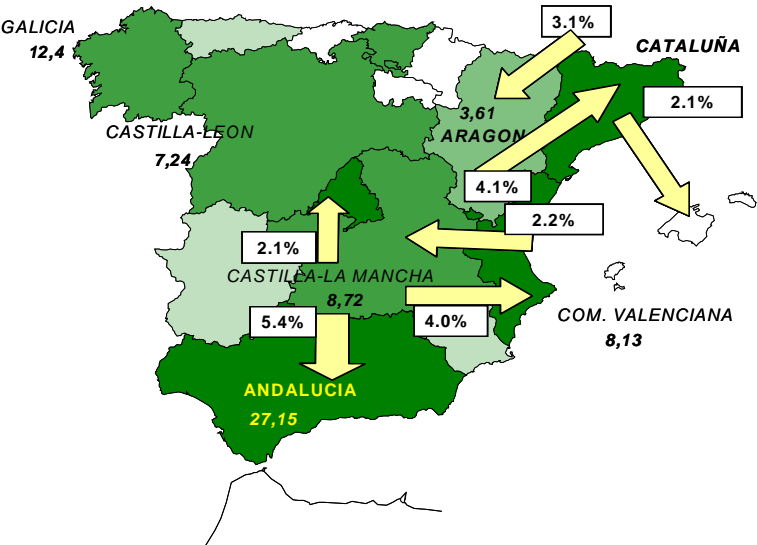 GALICIA
12,4
3.1%
CATALUÑA
2.1%
3,61
ARAGON
CASTILLA-LEON
7,24
4.1%
2.2%
2.1%
CASTILLA-LA MANCHA
8,72
5.4%
4.0%
COM. VALENCIANA
8,13
ANDALUCIA
27,15